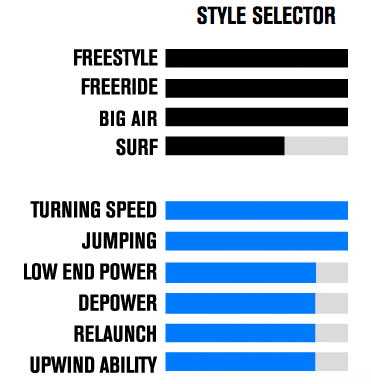 STYLE SELECTOR
FREESTYLE
FREERIDE
BIG AIR
SURF
TURNING SPEED
JUMPING
LOW END POWER
DEPOWER
RELAUNCH
UPWIND ABILITY